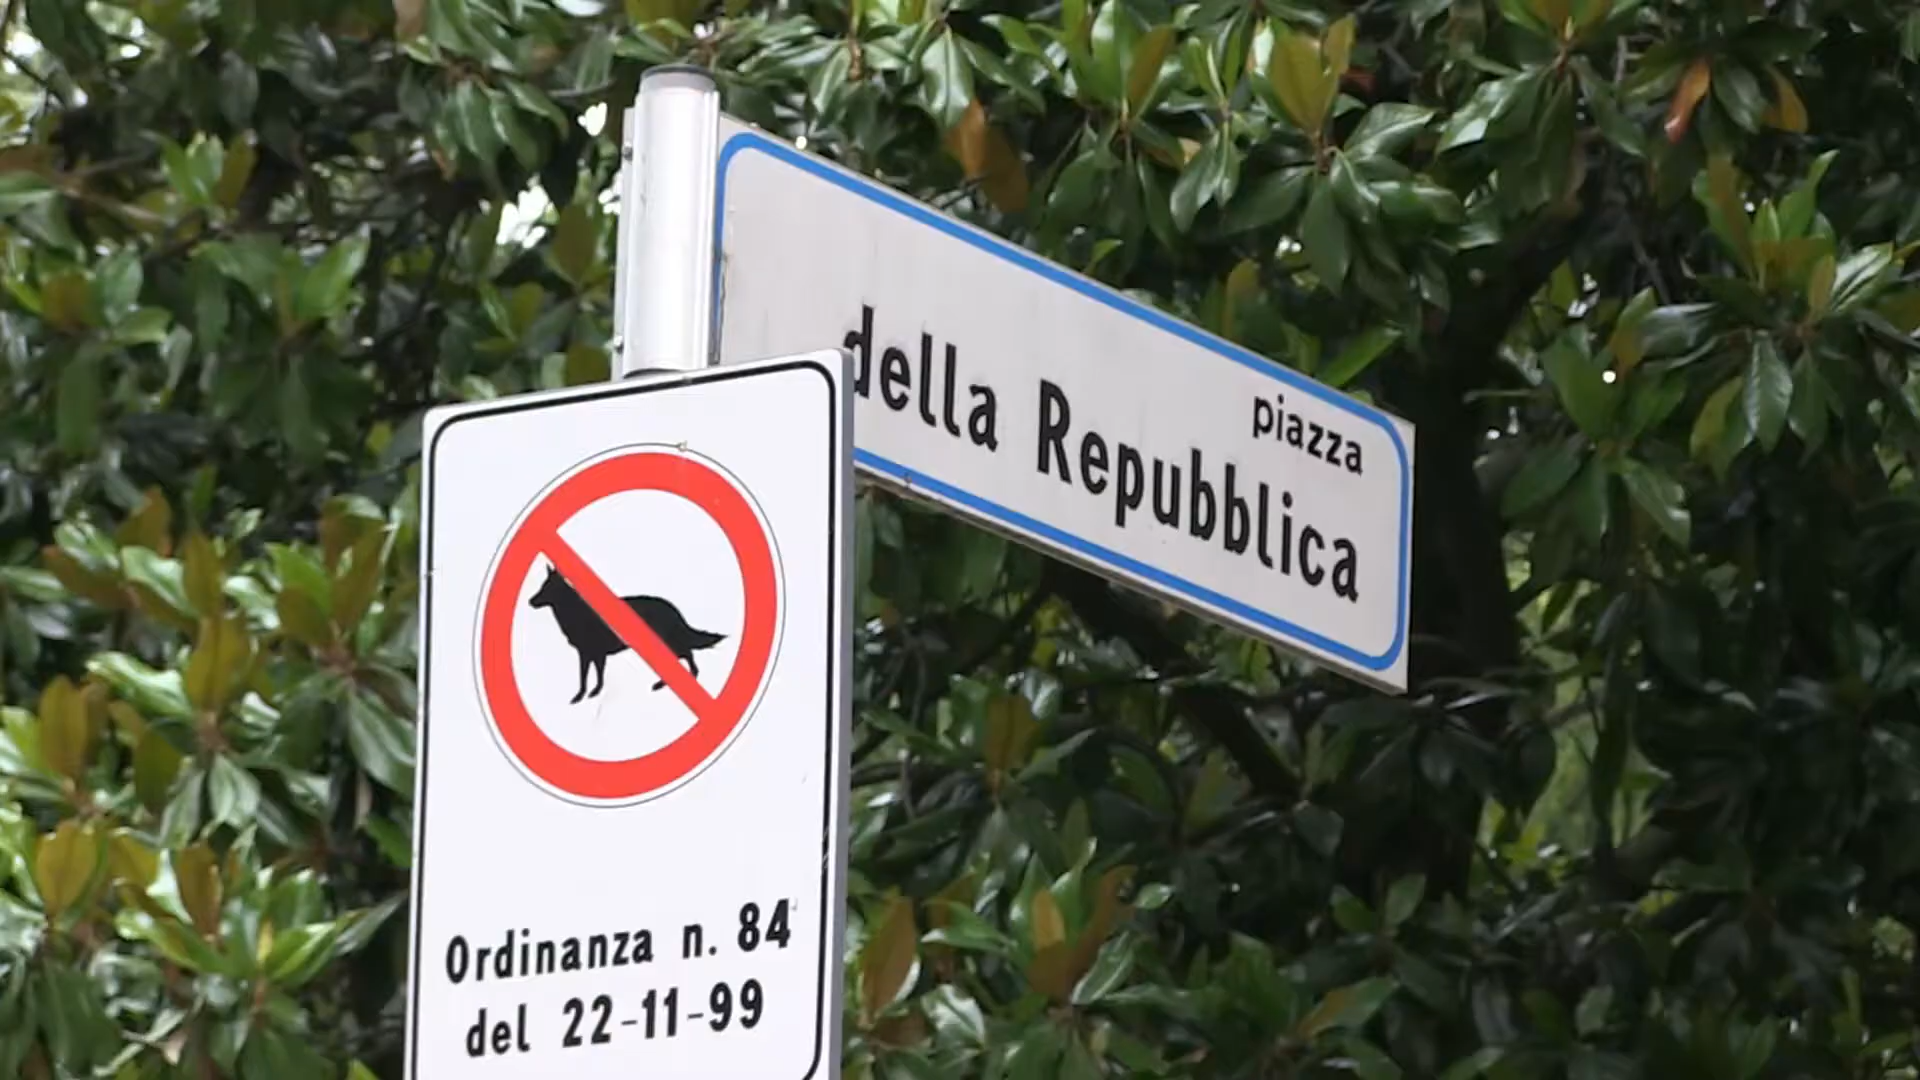 piazza
della Repubblica
Ordinanza n. 84
del 22-11-99